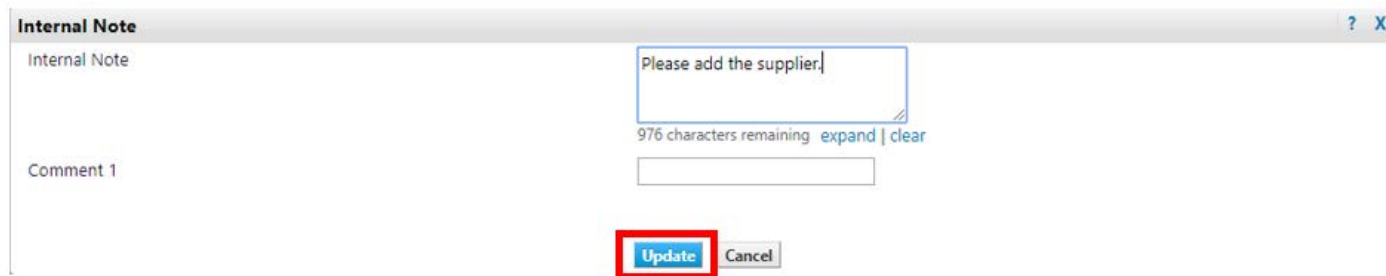 Internal Note ? X
Internal Note
Please add the supplier.
976 characters remaining expand | clear
Comment 1
Update Cancel